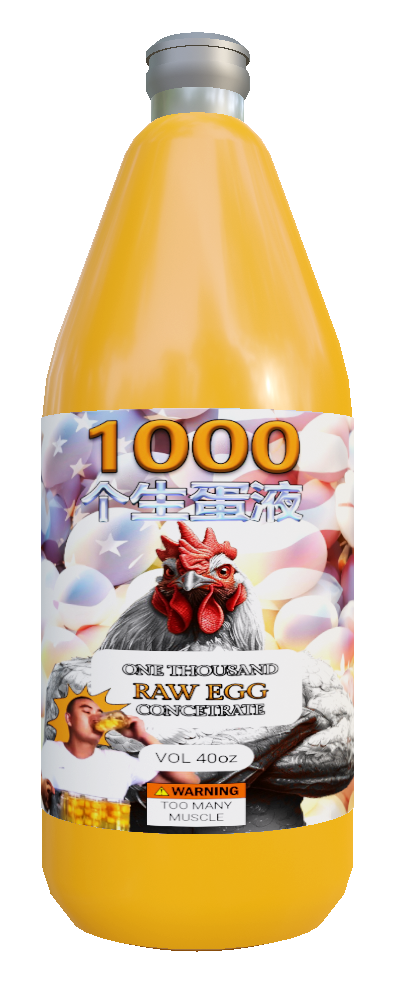 1000
个生蛋液
ONE THOUSAND
RAW EGG
CONCETRATE
VOL 40oz
WARNING
TOO MANY
MUSCLE